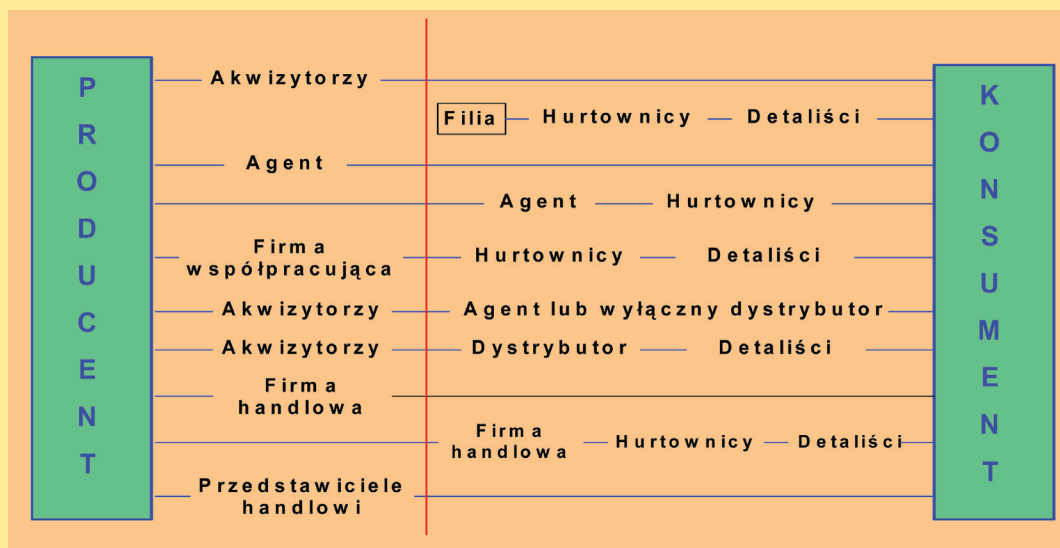 PRODUCENT
Akwizytorzy
Filia Hurtownicy Detaliści
Agent
Agent Hurtownicy
Firma
współpracująca Hurtownicy Detaliści
Akwizytorzy Agent lub wyłączny dystrybutor
Akwizytorzy Dystrybutor Detaliści
Firma
handlowa
Firma
handlowa Hurtownicy Detaliści
Przedstawiciele
handlowi
KONSUMENT